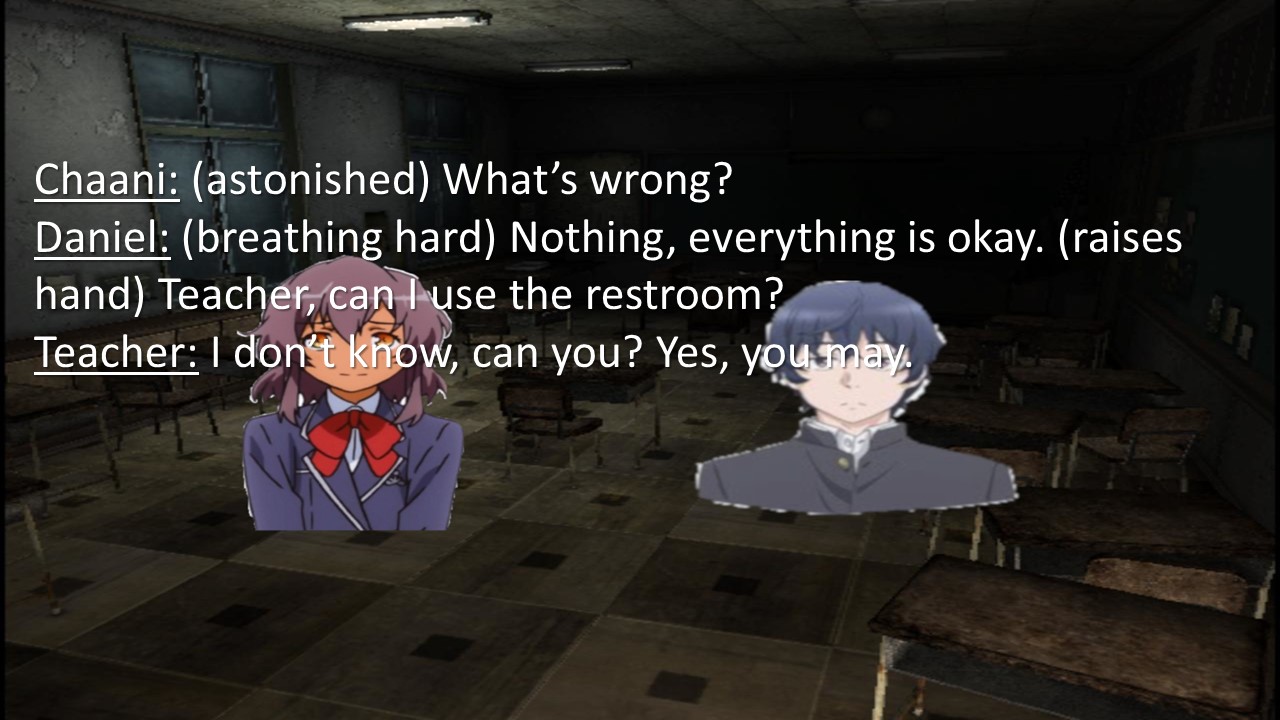 Chaani: (astonished) What’s wrong?
Daniel: (breathing hard) Nothing, everything is okay. (raises
hand) Teacher, can I use the restroom?
Teacher: I don’t know, can you? Yes, you may.